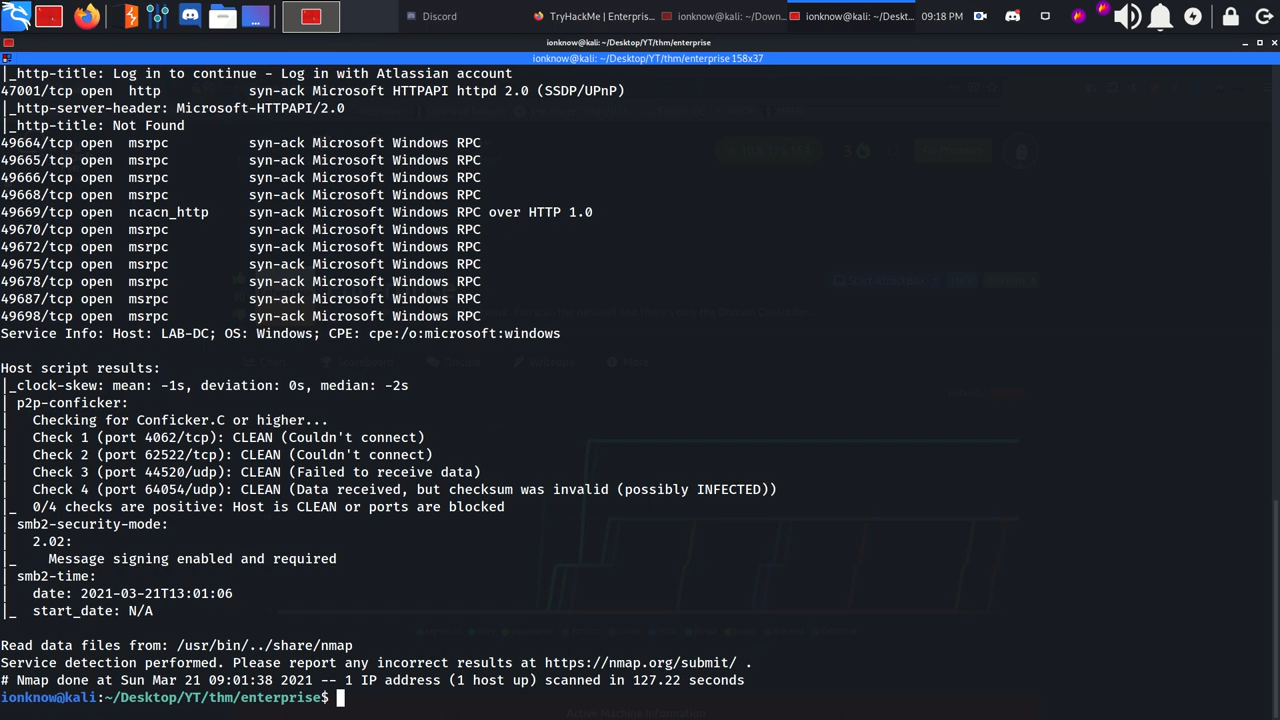 Discord
TryHackMe | Enterpris...
ionknow@kali: ~/Down...
ionknow@kali: ~/Deskt...
09:18 PM
ionknow@kali: ~/Desktop/YT/thm/enterprise
ionknow@kali: ~/Desktop/YT/thm/enterprise 158x37
|_http-title: Log in to continue - Log in with Atlassian account
47001/tcp open  http          syn-ack Microsoft HTTPAPI httpd 2.0 (SSDP/UPnP)
|_http-server-header: Microsoft-HTTPAPI/2.0
|_http-title: Not Found
49664/tcp open  msrpc         syn-ack Microsoft Windows RPC
49665/tcp open  msrpc         syn-ack Microsoft Windows RPC
49666/tcp open  msrpc         syn-ack Microsoft Windows RPC
49668/tcp open  msrpc         syn-ack Microsoft Windows RPC
49669/tcp open  ncacn_http    syn-ack Microsoft Windows RPC over HTTP 1.0
49670/tcp open  msrpc         syn-ack Microsoft Windows RPC
49672/tcp open  msrpc         syn-ack Microsoft Windows RPC
49675/tcp open  msrpc         syn-ack Microsoft Windows RPC
49678/tcp open  msrpc         syn-ack Microsoft Windows RPC
49687/tcp open  msrpc         syn-ack Microsoft Windows RPC
49698/tcp open  msrpc         syn-ack Microsoft Windows RPC
Service Info: Host: LAB-DC; OS: Windows; CPE: cpe:/o:microsoft:windows
Host script results:
|_clock-skew: mean: -1s, deviation: 0s, median: -2s
| p2p-conficker:
|   Checking for Conficker.C or higher...
|   Check 1 (port 4062/tcp): CLEAN (Couldn't connect)
|   Check 2 (port 62522/tcp): CLEAN (Couldn't connect)
|   Check 3 (port 44520/udp): CLEAN (Failed to receive data)
|   Check 4 (port 64054/udp): CLEAN (Data received, but checksum was invalid (possibly INFECTED))
|_  0/4 checks are positive: Host is CLEAN or ports are blocked
| smb2-security-mode:
|   2.02:
|_    Message signing enabled and required
| smb2-time:
|   date: 2021-03-21T13:01:06
|_  start_date: N/A
Read data files from: /usr/bin/../share/nmap
Service detection performed. Please report any incorrect results at https://nmap.org/submit/ .
# Nmap done at Sun Mar 21 09:01:38 2021 -- 1 IP address (1 host up) scanned in 127.22 seconds
ionknow@kali:~/Desktop/YT/thm/enterprise$
Active Machine Information